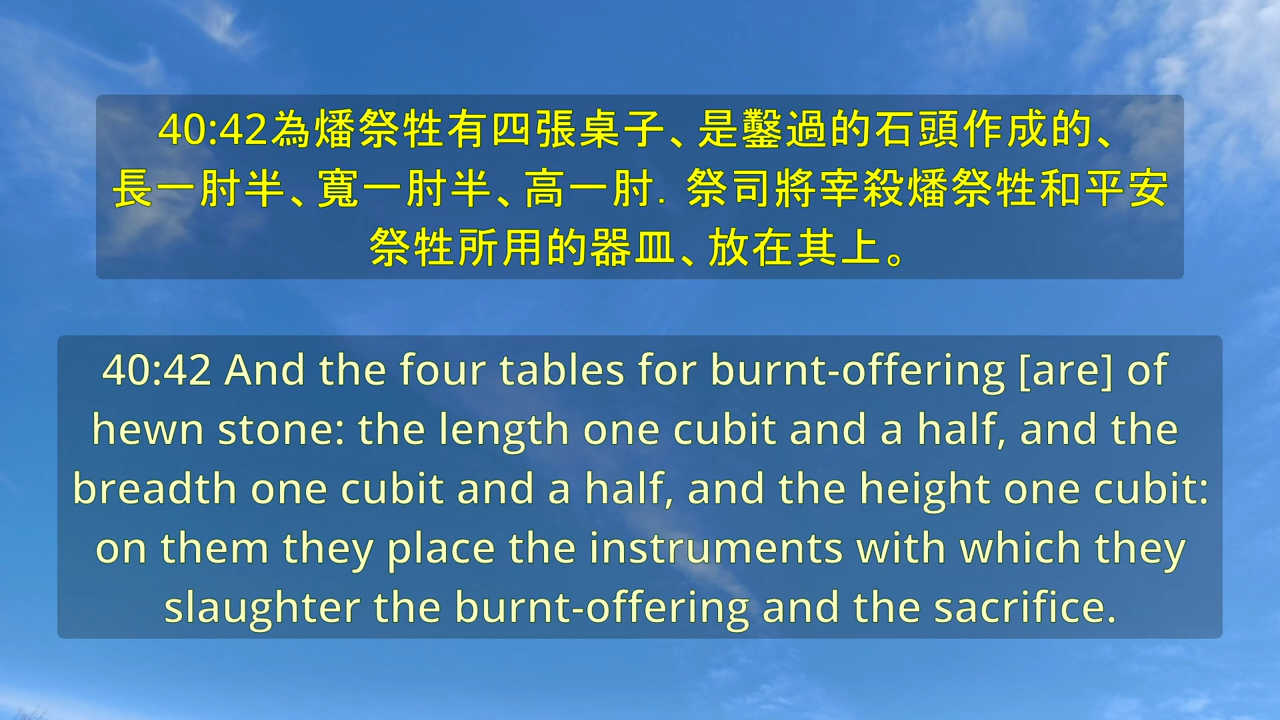 40:42為燔祭牲有四張桌子、是鑿過的石頭作成的、
長一肘半、寬一肘半、高一肘．祭司將宰殺燔祭牲和平安
祭牲所用的器皿、放在其上。
40:42 And the four tables for burnt-offering [are] of
hewn stone: the length one cubit and a half, and the
breadth one cubit and a half, and the height one cubit:
on them they place the instruments with which they
slaughter the burnt-offering and the sacrifice.